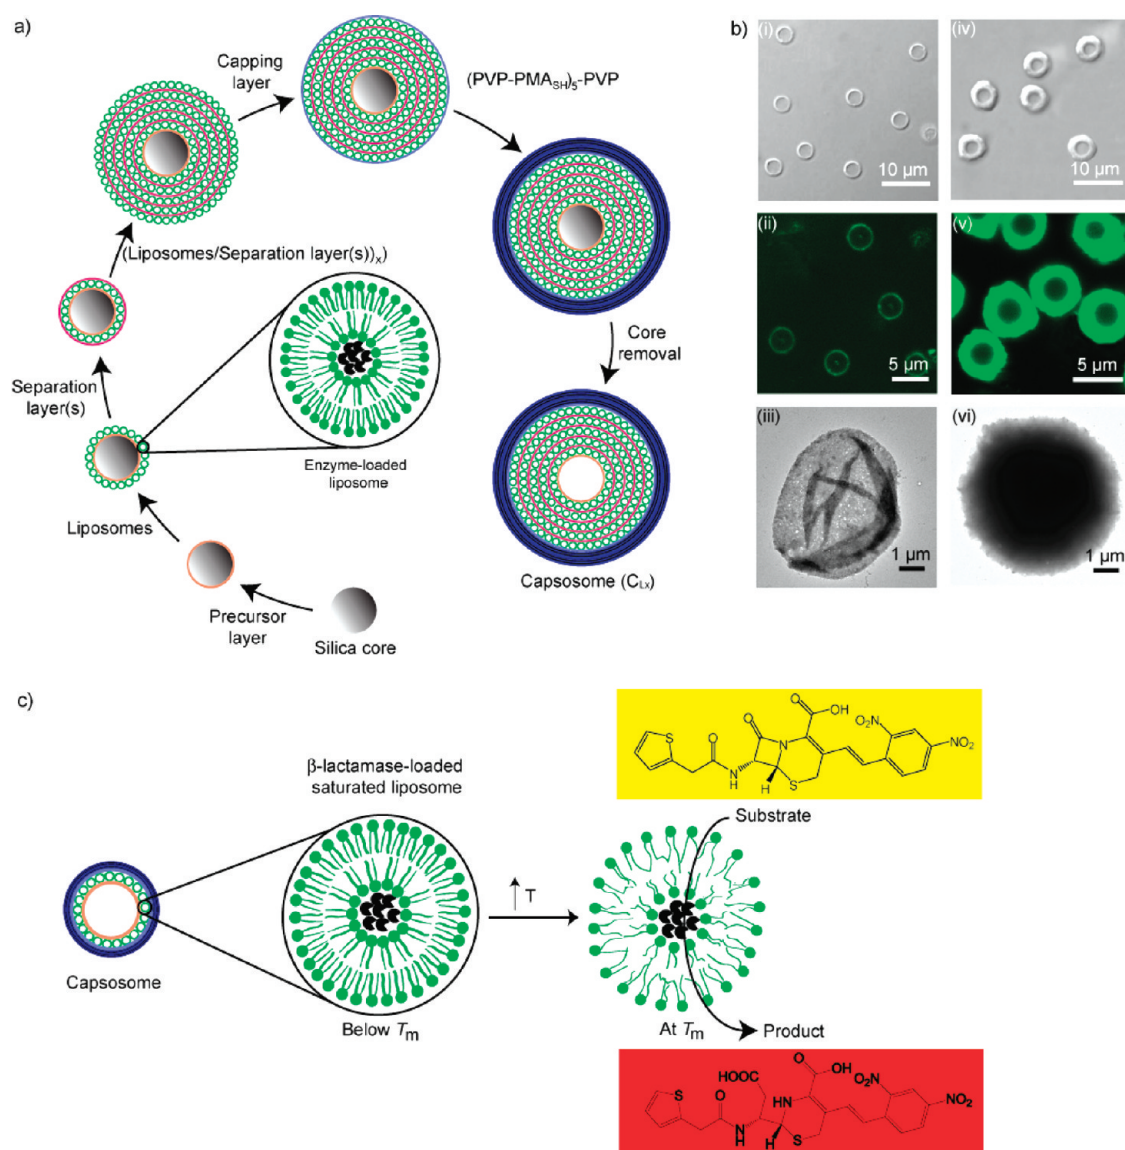 a)
Capping
layer
(PVP-PMA_SH)₅-PVP
(Liposomes/Separation layer(s))ₓ)
Separation
layer(s)
Enzyme-loaded
liposome
Core
removal
Liposomes
Precursor
layer
Silica core
Capsosome (C_Lx)
b)
(i)
10 µm
(iv)
10 µm
(ii)
5 µm
(v)
5 µm
(iii)
1 µm
(vi)
1 µm
c)
β-lactamase-loaded
saturated liposome
Capsosome
Below Tm
↑ T
At Tm
Substrate
Product
O
OH
O₂N
NO₂
O
N
S
O
N
H
H
S
HOOC
O
OH
O₂N
NO₂
S
O
HN
N
H
H
S